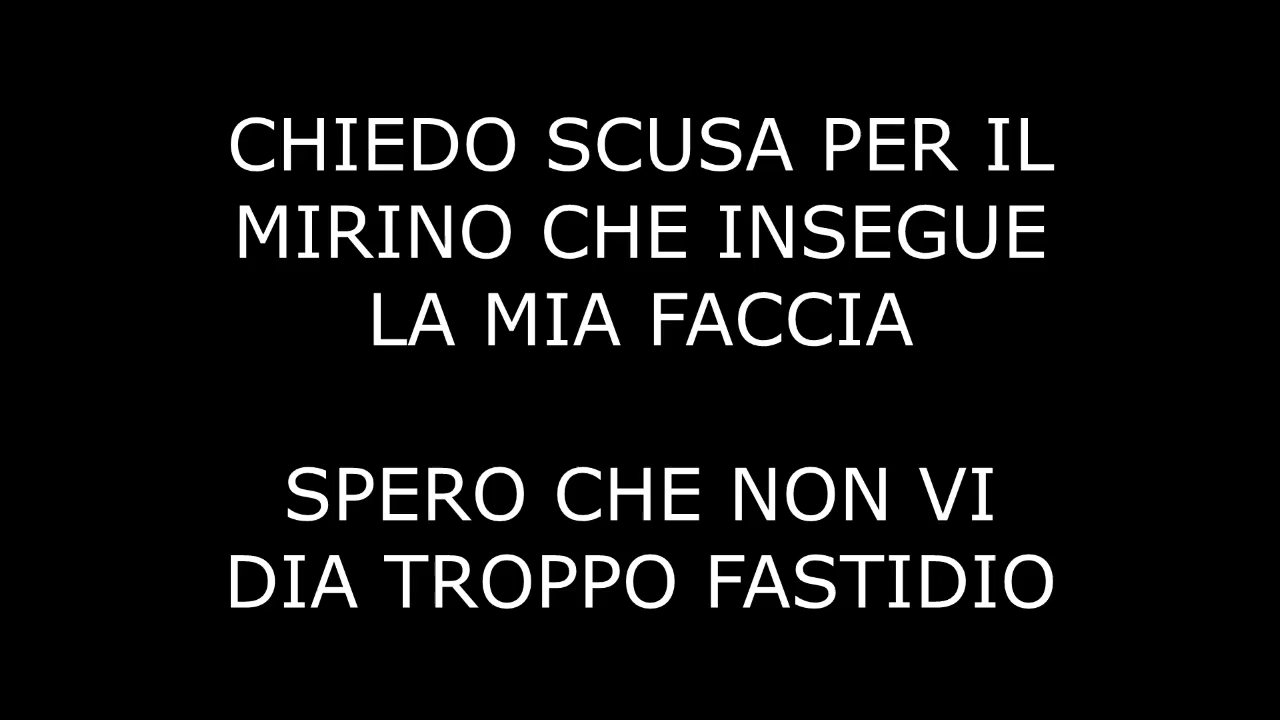 CHIEDO SCUSA PER IL
MIRINO CHE INSEGUE
LA MIA FACCIA
SPERO CHE NON VI
DIA TROPPO FASTIDIO